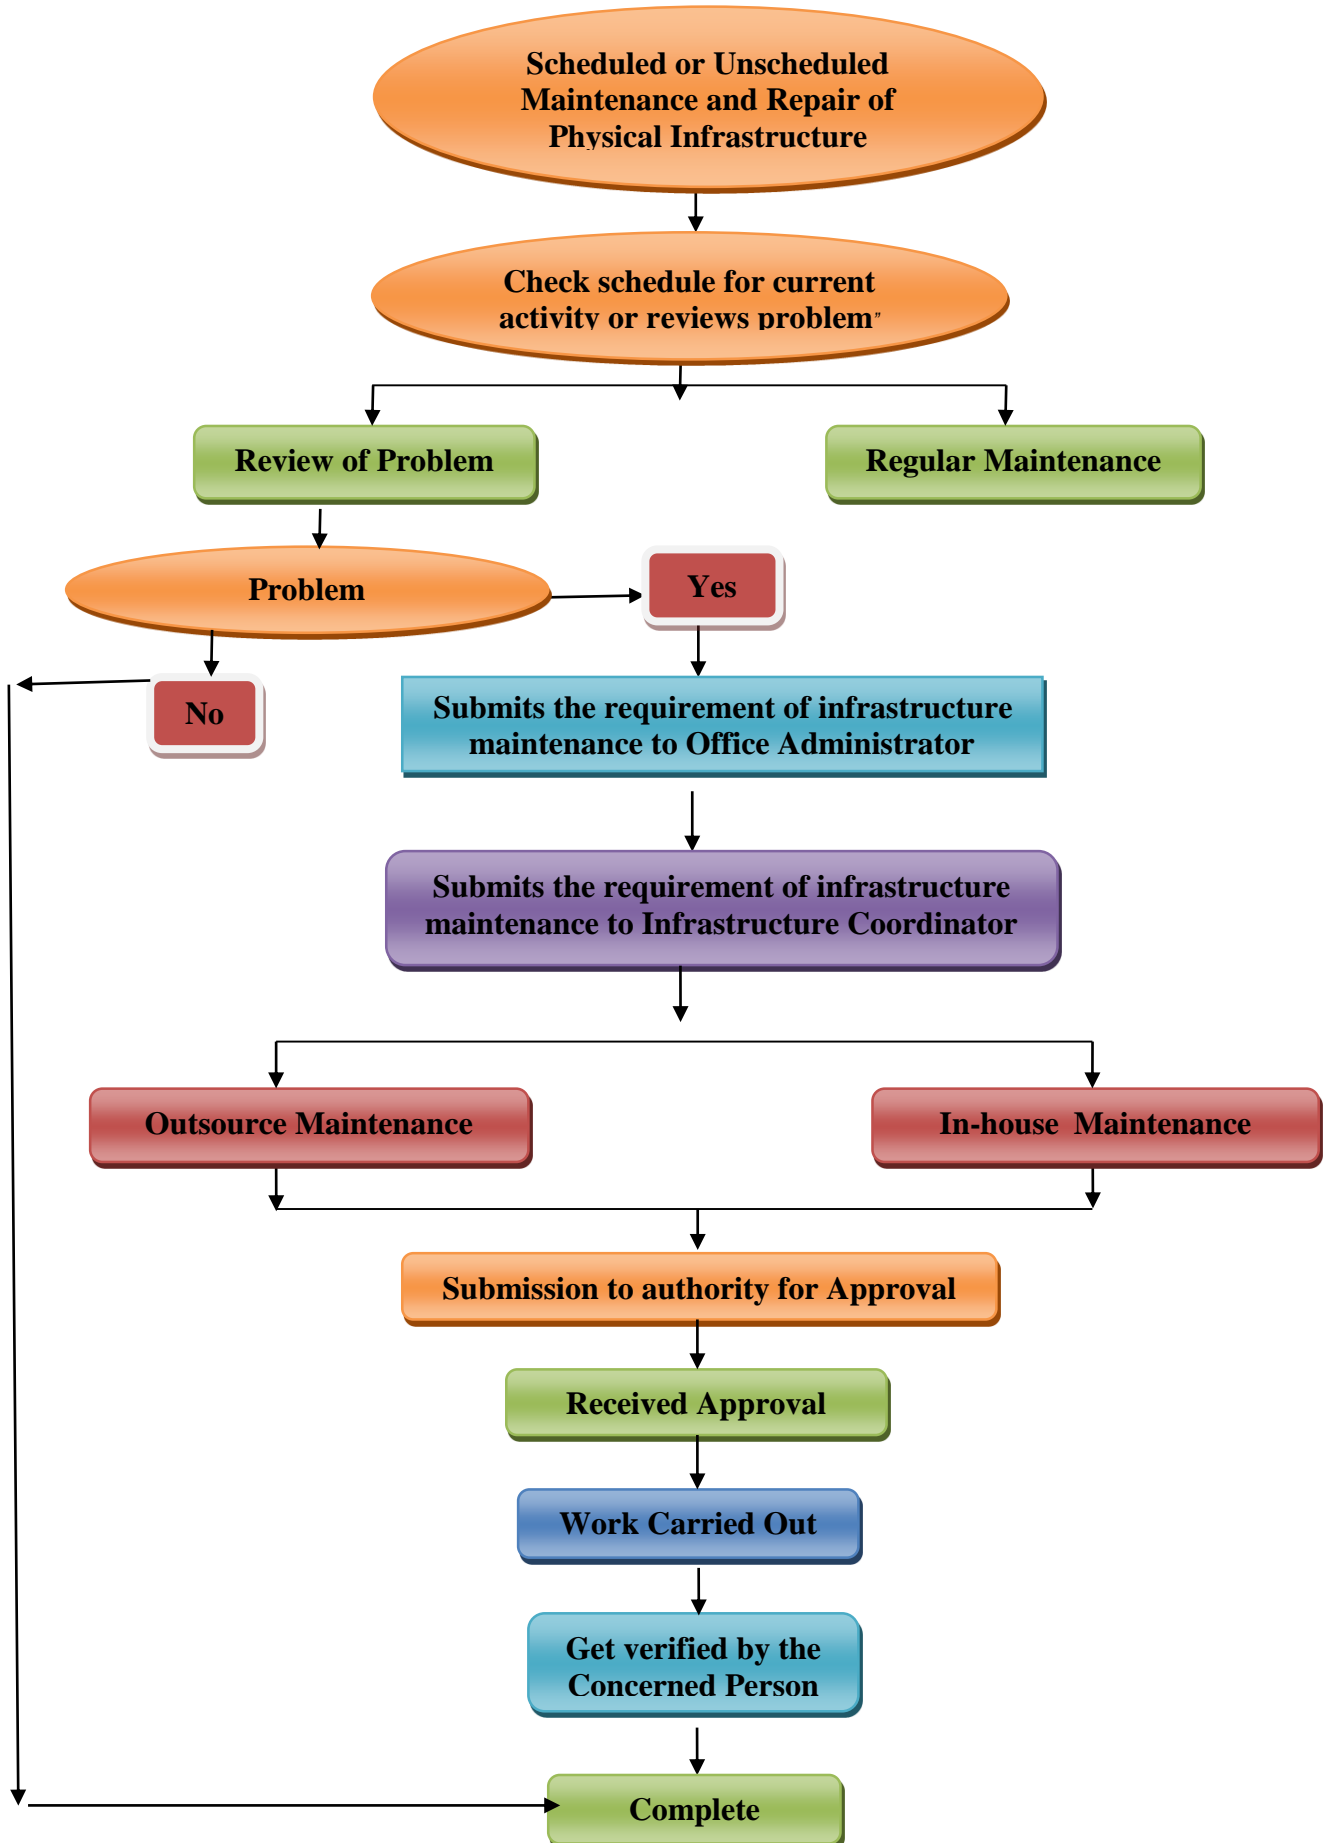 Scheduled or Unscheduled
Maintenance and Repair of
Physical Infrastructure
Check schedule for current
activity or reviews problem”
Review of Problem
Regular Maintenance
Problem
Yes
No
Submits the requirement of infrastructure
maintenance to Office Administrator
Submits the requirement of infrastructure
maintenance to Infrastructure Coordinator
Outsource Maintenance
In-house  Maintenance
Submission to authority for Approval
Received Approval
Work Carried Out
Get verified by the
Concerned Person
Complete